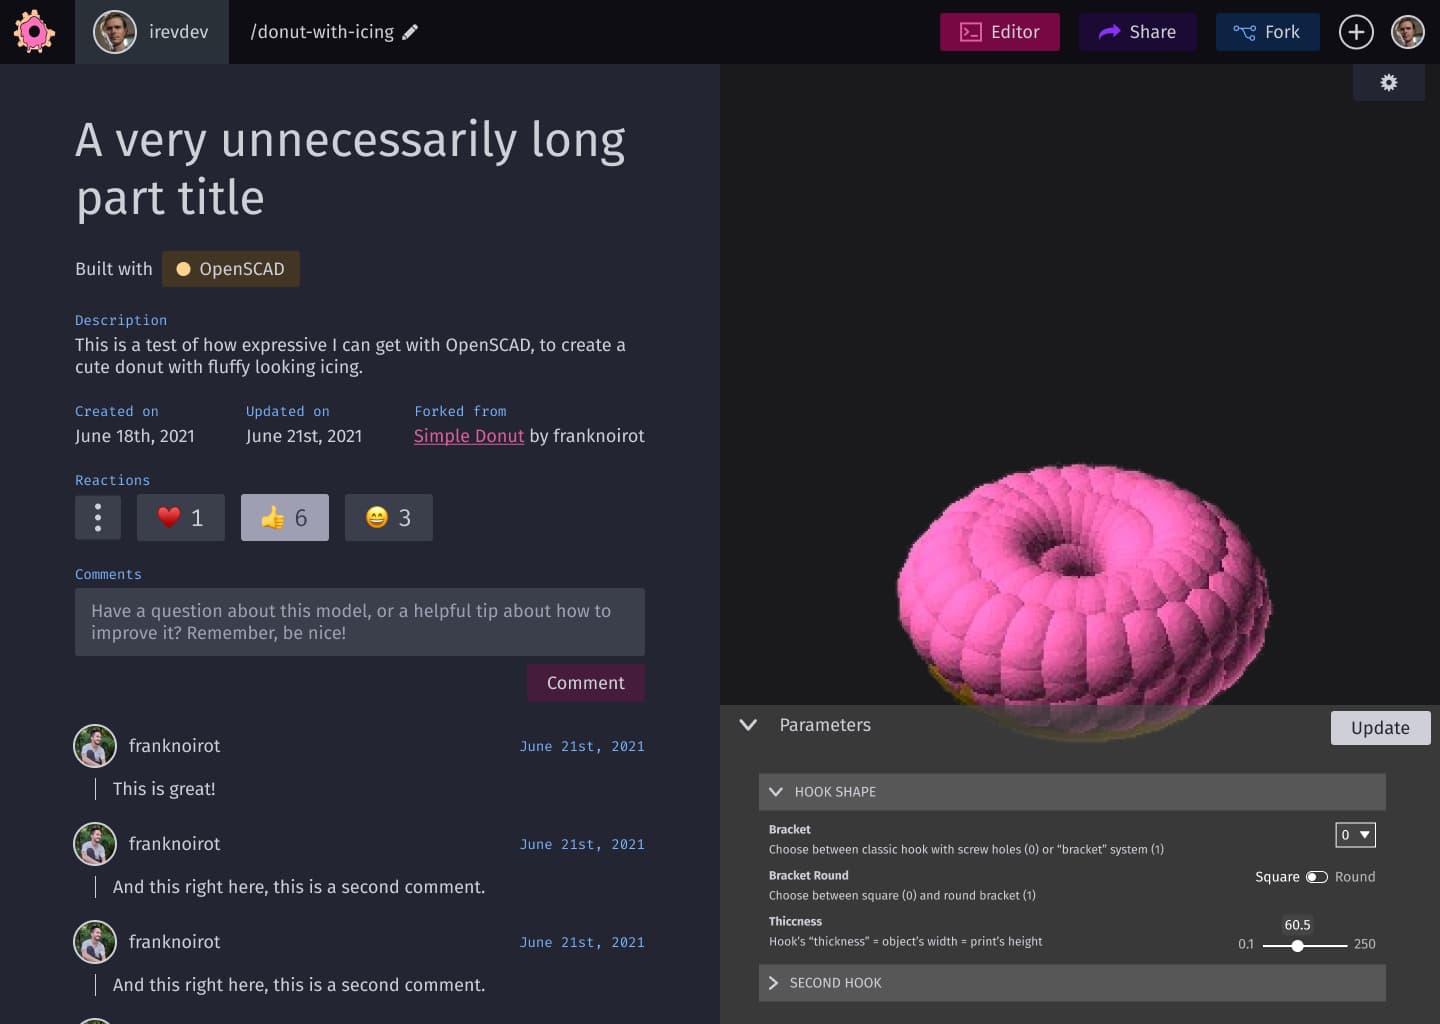 irevdev
/donut-with-icing
Editor
Share
Fork
A very unnecessarily long
part title
Built with
OpenSCAD
Description
This is a test of how expressive I can get with OpenSCAD, to create a
cute donut with fluffy looking icing.
Created on
Updated on
Forked from
June 18th, 2021
June 21st, 2021
Simple Donut by franknoirot
Reactions
1
6
3
Comments
Have a question about this model, or a helpful tip about how to
improve it? Remember, be nice!
Comment
franknoirot
June 21st, 2021
This is great!
franknoirot
June 21st, 2021
And this right here, this is a second comment.
franknoirot
June 21st, 2021
And this right here, this is a second comment.
Parameters
Update
HOOK SHAPE
Bracket
Choose between classic hook with screw holes (0) or “bracket” system (1)
0
Bracket Round
Choose between square (0) and round bracket (1)
Square
Round
Thiccness
Hook’s “thickness” = object’s width = print’s height
60.5
0.1
250
SECOND HOOK